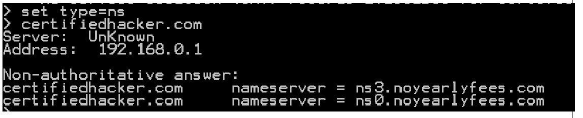 > set type=ns
> certifiedhacker.com
Server:  UnKnown
Address:  192.168.0.1

Non-authoritative answer:
certifiedhacker.com     nameserver = ns3.noyearlyfees.com
certifiedhacker.com     nameserver = ns0.noyearlyfees.com